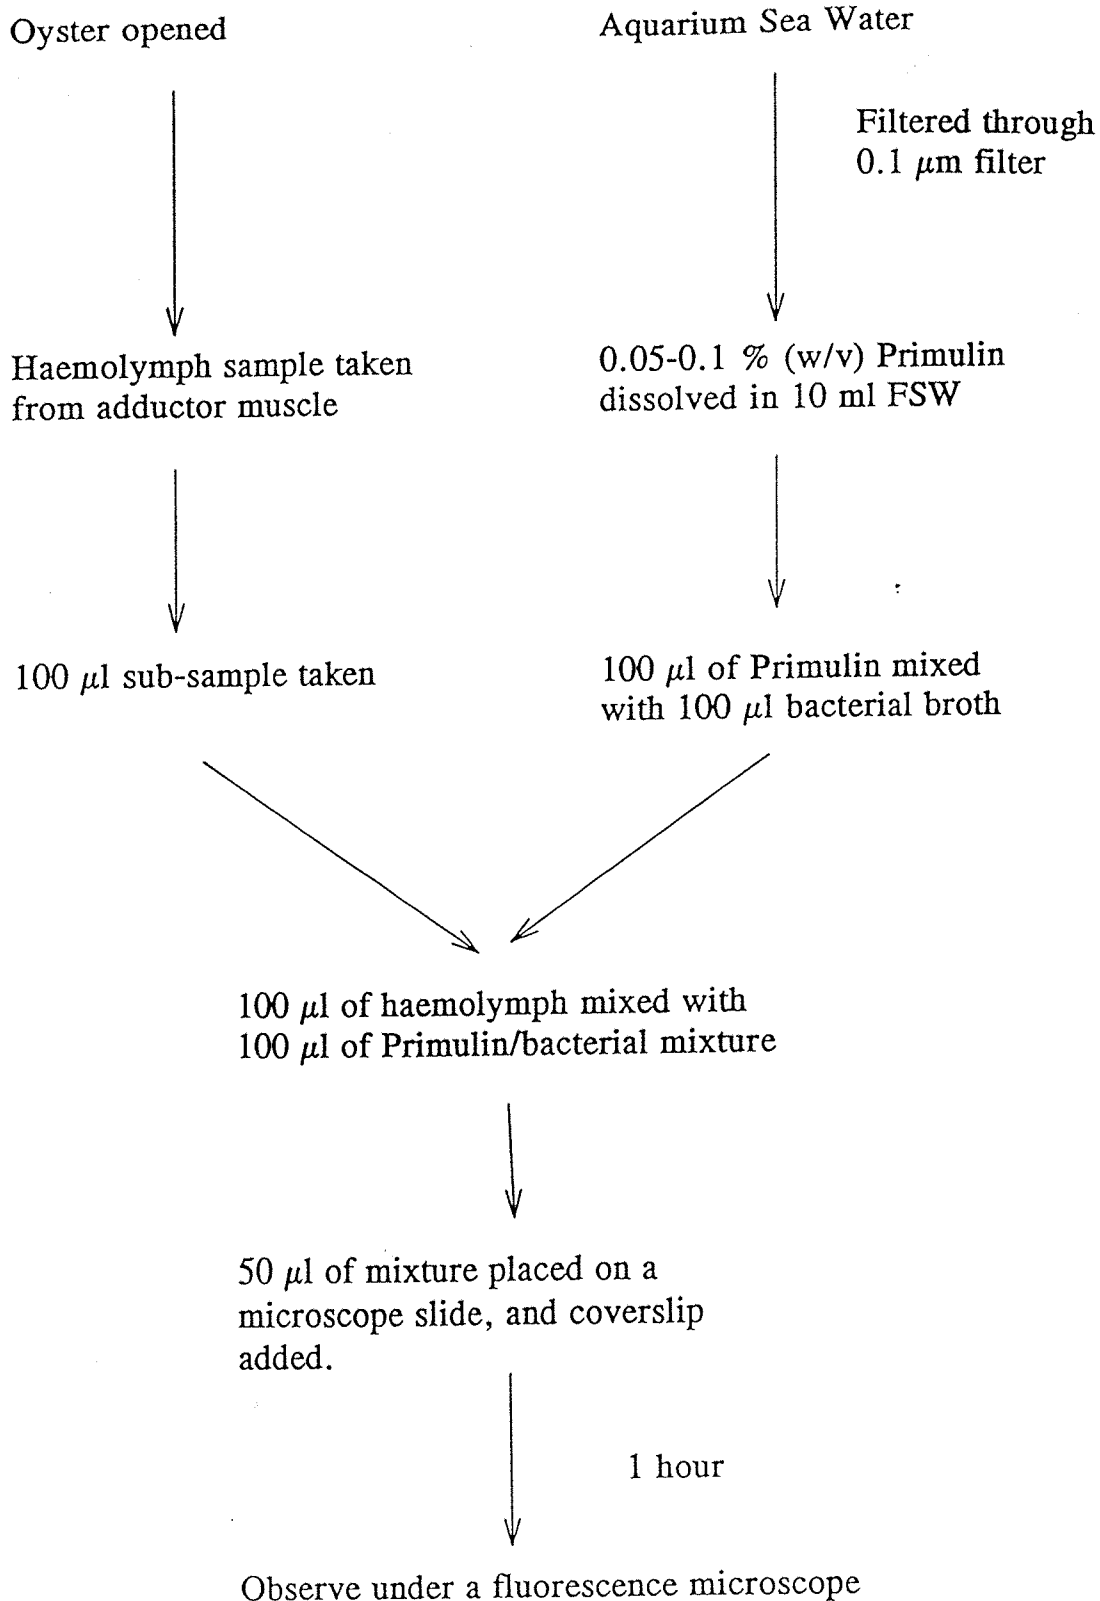 Oyster opened
Aquarium Sea Water
Filtered through
0.1 μm filter
Haemolymph sample taken
from adductor muscle
0.05-0.1 % (w/v) Primulin
dissolved in 10 ml FSW
100 μl sub-sample taken
100 μl of Primulin mixed
with 100 μl bacterial broth
100 μl of haemolymph mixed with
100 μl of Primulin/bacterial mixture
50 μl of mixture placed on a
microscope slide, and coverslip
added.
1 hour
Observe under a fluorescence microscope